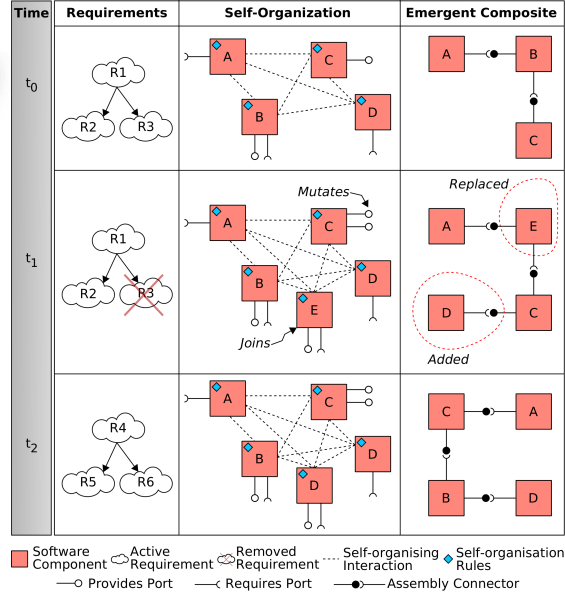 Time
Requirements
Self-Organization
Emergent Composite
t0
R1
R2
R3
A
C
B
D
A
B
C
t1
R1
R2
R3
Mutates
A
C
B
D
E
Joins
Replaced
A
E
D
C
Added
t2
R4
R5
R6
A
C
B
D
D
C
A
B
D
Software
Component
Active
Requirement
Removed
Requirement
Self-organising
Interaction
Self-organisation
Rules
Provides Port
Requires Port
Assembly Connector